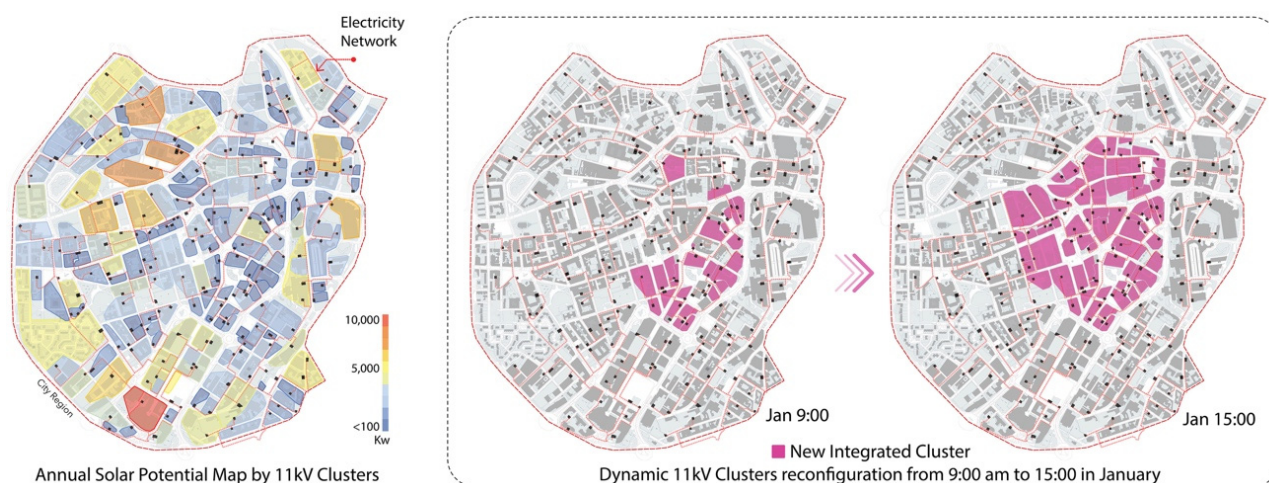 Electricity
Network
10,000
5,000
<100
Kw
City Region
Annual Solar Potential Map by 11kV Clusters
Jan 9:00
Jan 15:00
New Integrated Cluster
Dynamic 11kV Clusters reconfiguration from 9:00 am to 15:00 in January